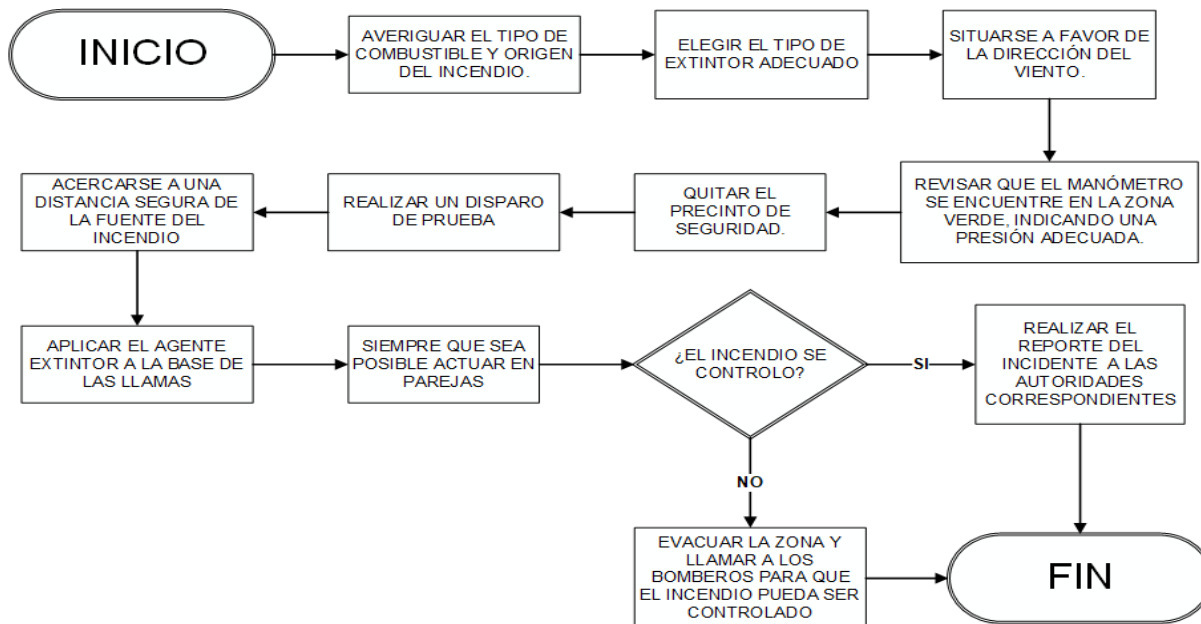 INICIO
AVERIGUAR EL TIPO DE
COMBUSTIBLE Y ORIGEN
DEL INCENDIO.
ELEGIR EL TIPO DE
EXTINTOR ADECUADO
SITUARSE A FAVOR DE
LA DIRECCIÓN DEL
VIENTO.
REVISAR QUE EL MANÓMETRO
SE ENCUENTRE EN LA ZONA
VERDE, INDICANDO UNA
PRESIÓN ADECUADA.
QUITAR EL
PRECINTO DE
SEGURIDAD.
REALIZAR UN DISPARO
DE PRUEBA
ACERCARSE A UNA
DISTANCIA SEGURA DE
LA FUENTE DEL
INCENDIO
APLICAR EL AGENTE
EXTINTOR A LA BASE DE
LAS LLAMAS
SIEMPRE QUE SEA
POSIBLE ACTUAR EN
PAREJAS
¿EL INCENDIO SE
CONTROLO?
SI
REALIZAR EL
REPORTE DEL
INCIDENTE A LAS
AUTORIDADES
CORRESPONDIENTES
NO
EVACUAR LA ZONA Y
LLAMAR A LOS
BOMBEROS PARA QUE
EL INCENDIO PUEDA SER
CONTROLADO
FIN